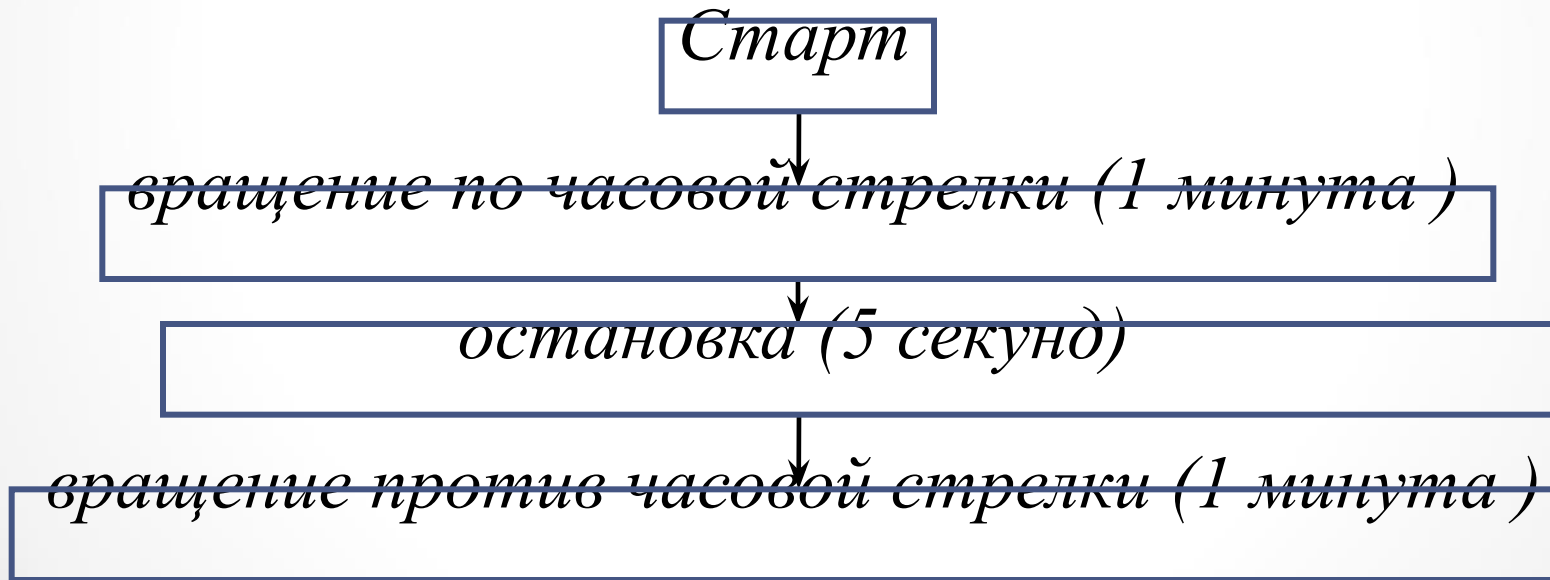 Старт
вращение по часовой стрелки (1 минута )
остановка (5 секунд)
вращение против часовой стрелки (1 минута )